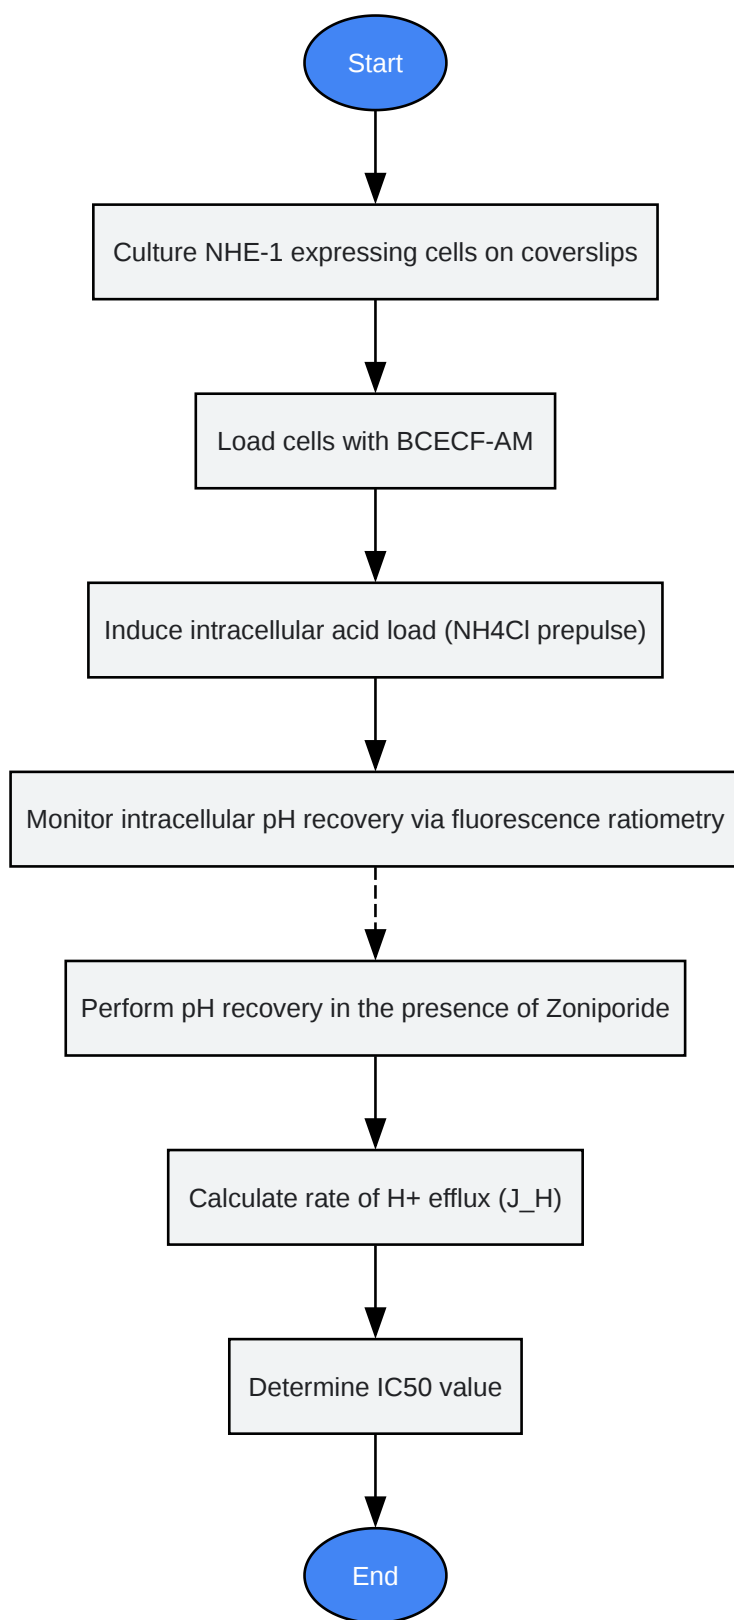 Start
Culture NHE-1 expressing cells on coverslips
Load cells with BCECF-AM
Induce intracellular acid load (NH4Cl prepulse)
Monitor intracellular pH recovery via fluorescence ratiometry
Perform pH recovery in the presence of Zoniporide
Calculate rate of H+ efflux (J_H)
Determine IC50 value
End